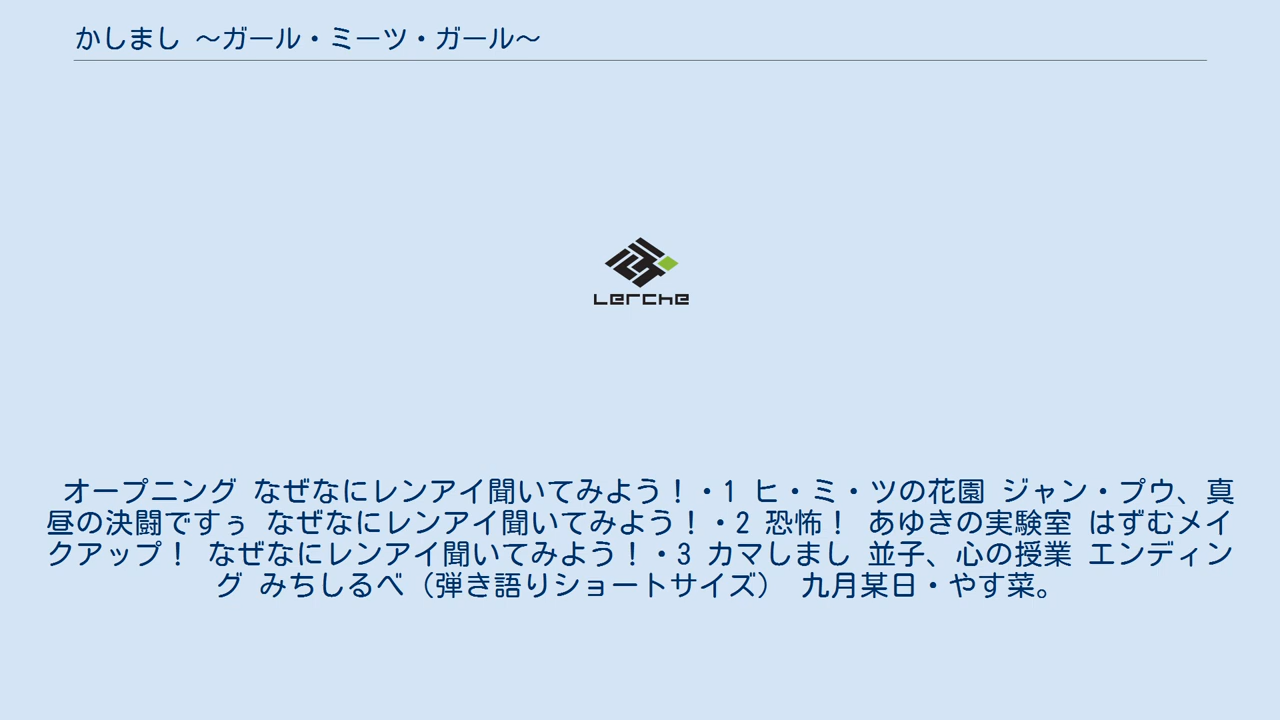 かしまし ～ガール・ミーツ・ガール～
Lerche
オープニング なぜなにレンアイ聞いてみよう！・1 ヒ・ミ・ツの花園 ジャン・プウ、真
昼の決闘ですぅ なぜなにレンアイ聞いてみよう！・2 恐怖！ あゆきの実験室 はずむメイ
クアップ！ なぜなにレンアイ聞いてみよう！・3 カマしまし 並子、心の授業 エンディン
グ みちしるべ（弾き語りショートサイズ） 九月某日・やす菜。